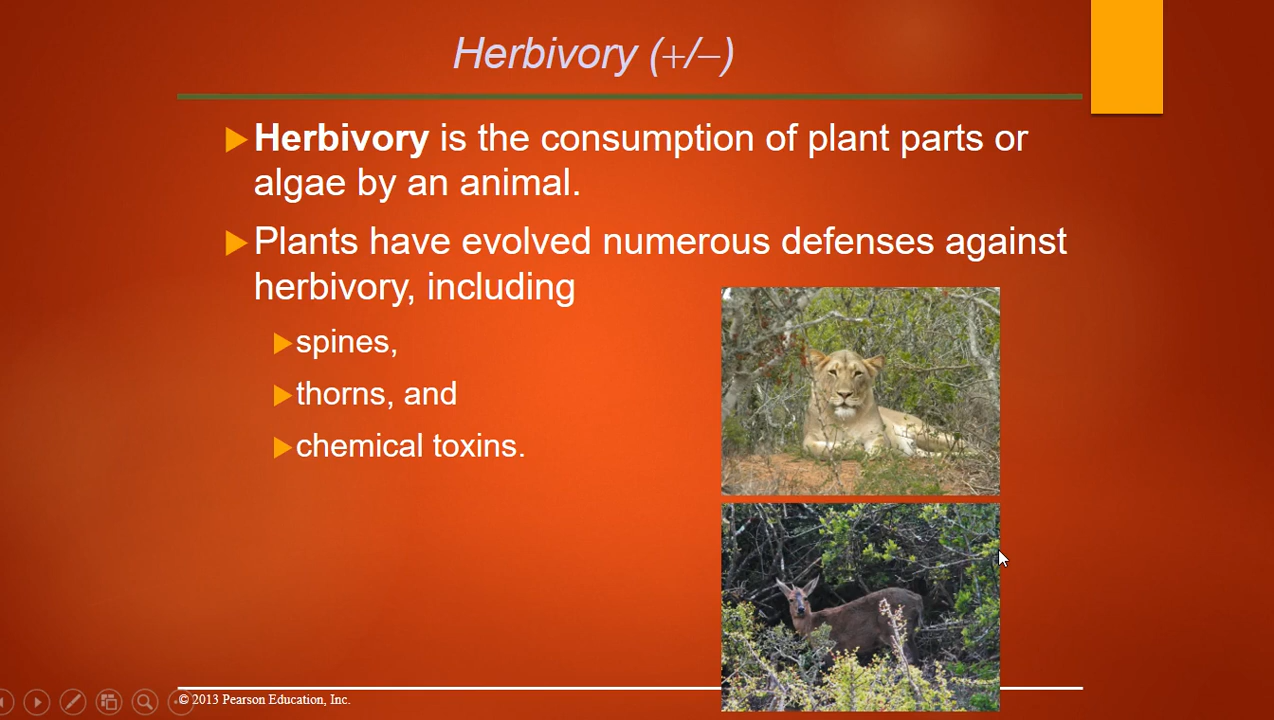 Herbivory (+/−)
Herbivory is the consumption of plant parts or
algae by an animal.
Plants have evolved numerous defenses against
herbivory, including
spines,
thorns, and
chemical toxins.
© 2013 Pearson Education, Inc.